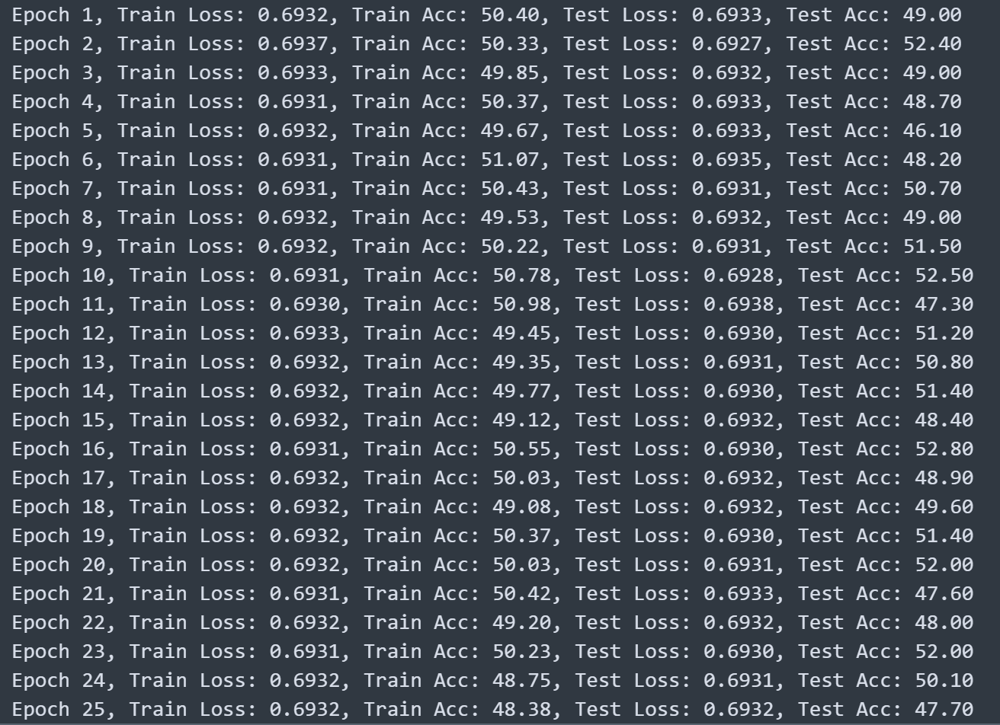 Epoch 1, Train Loss: 0.6932, Train Acc: 50.40, Test Loss: 0.6933, Test Acc: 49.00
Epoch 2, Train Loss: 0.6937, Train Acc: 50.33, Test Loss: 0.6927, Test Acc: 52.40
Epoch 3, Train Loss: 0.6933, Train Acc: 49.85, Test Loss: 0.6932, Test Acc: 49.00
Epoch 4, Train Loss: 0.6931, Train Acc: 50.37, Test Loss: 0.6933, Test Acc: 48.70
Epoch 5, Train Loss: 0.6932, Train Acc: 49.67, Test Loss: 0.6933, Test Acc: 46.10
Epoch 6, Train Loss: 0.6931, Train Acc: 51.07, Test Loss: 0.6935, Test Acc: 48.20
Epoch 7, Train Loss: 0.6931, Train Acc: 50.43, Test Loss: 0.6931, Test Acc: 50.70
Epoch 8, Train Loss: 0.6932, Train Acc: 49.53, Test Loss: 0.6932, Test Acc: 49.00
Epoch 9, Train Loss: 0.6932, Train Acc: 50.22, Test Loss: 0.6931, Test Acc: 51.50
Epoch 10, Train Loss: 0.6931, Train Acc: 50.78, Test Loss: 0.6928, Test Acc: 52.50
Epoch 11, Train Loss: 0.6930, Train Acc: 50.98, Test Loss: 0.6938, Test Acc: 47.30
Epoch 12, Train Loss: 0.6933, Train Acc: 49.45, Test Loss: 0.6930, Test Acc: 51.20
Epoch 13, Train Loss: 0.6932, Train Acc: 49.35, Test Loss: 0.6931, Test Acc: 50.80
Epoch 14, Train Loss: 0.6932, Train Acc: 49.77, Test Loss: 0.6930, Test Acc: 51.40
Epoch 15, Train Loss: 0.6932, Train Acc: 49.12, Test Loss: 0.6932, Test Acc: 48.40
Epoch 16, Train Loss: 0.6931, Train Acc: 50.55, Test Loss: 0.6930, Test Acc: 52.80
Epoch 17, Train Loss: 0.6932, Train Acc: 50.03, Test Loss: 0.6932, Test Acc: 48.90
Epoch 18, Train Loss: 0.6932, Train Acc: 49.08, Test Loss: 0.6932, Test Acc: 49.60
Epoch 19, Train Loss: 0.6932, Train Acc: 50.37, Test Loss: 0.6930, Test Acc: 51.40
Epoch 20, Train Loss: 0.6932, Train Acc: 50.03, Test Loss: 0.6931, Test Acc: 52.00
Epoch 21, Train Loss: 0.6931, Train Acc: 50.42, Test Loss: 0.6933, Test Acc: 47.60
Epoch 22, Train Loss: 0.6932, Train Acc: 49.20, Test Loss: 0.6932, Test Acc: 48.00
Epoch 23, Train Loss: 0.6931, Train Acc: 50.23, Test Loss: 0.6930, Test Acc: 52.00
Epoch 24, Train Loss: 0.6932, Train Acc: 48.75, Test Loss: 0.6931, Test Acc: 50.10
Epoch 25, Train Loss: 0.6932, Train Acc: 48.38, Test Loss: 0.6932, Test Acc: 47.70